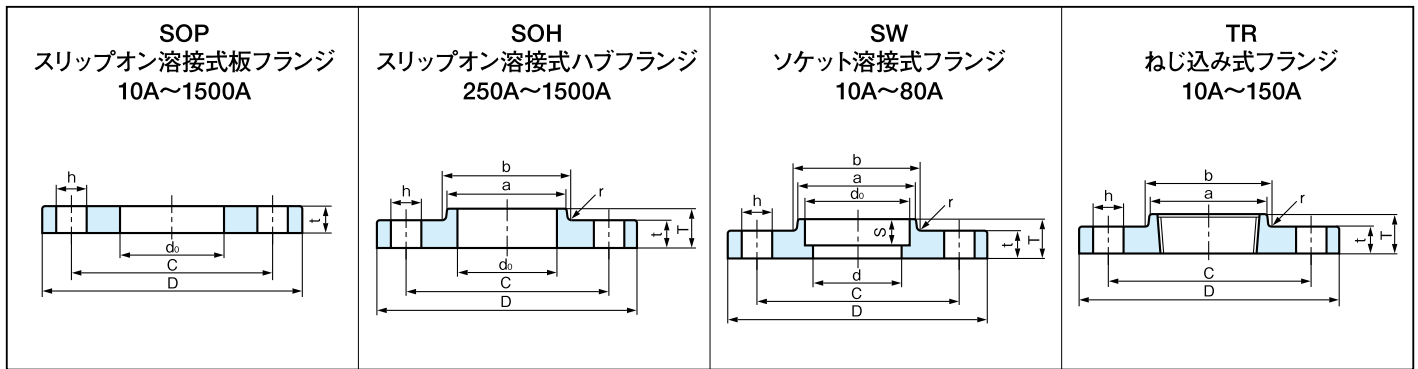 SOP
スリップオン溶接式板フランジ
10A～1500A
h
t
d0
C
D
SOH
スリップオン溶接式ハブフランジ
250A～1500A
b
a
h
r
t
T
d0
C
D
SW
ソケット溶接式フランジ
10A～80A
b
a
d0
h
r
S
t
T
d
C
D
TR
ねじ込み式フランジ
10A～150A
b
a
h
r
t
T
C
D